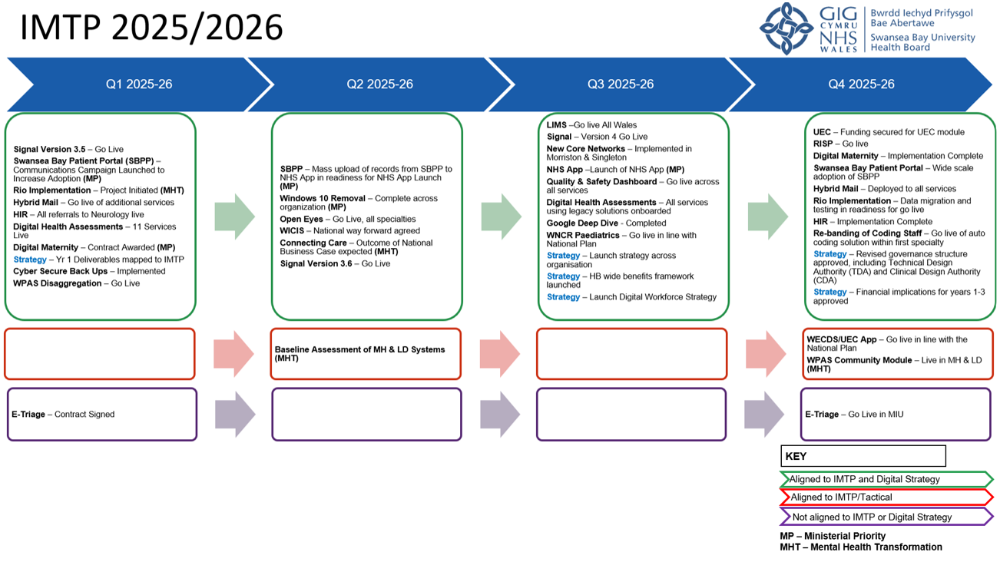 IMTP 2025/2026
GIG
CYMRU
NHS
WALES
Bwrdd Iechyd Prifysgol
Bae Abertawe
Swansea Bay University
Health Board
Q1 2025-26
Q2 2025-26
Q3 2025-26
Q4 2025-26
Signal Version 3.5 – Go Live
Swansea Bay Patient Portal (SBPP) –
Communications Campaign Launched to
Increase Adoption (MP)
Rio Implementation – Project Initiated (MHT)
Hybrid Mail – Go live of additional services
HIR – All referrals to Neurology live
Digital Health Assessments – 11 Services
Live
Digital Maternity – Contract Awarded (MP)
Strategy – Yr 1 Deliverables mapped to IMTP
Cyber Secure Back Ups – Implemented
WPAS Disaggregation – Go Live
SBPP – Mass upload of records from SBPP to
NHS App in readiness for NHS App Launch
(MP)
Windows 10 Removal – Complete across
organization (MP)
Open Eyes – Go Live, all specialties
WICIS – National way forward agreed
Connecting Care – Outcome of National
Business Case expected (MHT)
Signal Version 3.6 – Go Live
LIMS –Go live All Wales
Signal – Version 4 Go Live
New Core Networks – Implemented in
Morriston & Singleton
NHS App –Launch of NHS App (MP)
Quality & Safety Dashboard – Go live across
all services
Digital Health Assessments – All services
using legacy solutions onboarded
Google Deep Dive - Completed
WNCR Paediatrics – Go live in line with
National Plan
Strategy – Launch strategy across
organisation
Strategy – HB wide benefits framework
launched
Strategy – Launch Digital Workforce Strategy
UEC – Funding secured for UEC module
RISP – Go live
Digital Maternity – Implementation Complete
Swansea Bay Patient Portal – Wide scale
adoption of SBPP
Hybrid Mail – Deployed to all services
Rio Implementation – Data migration and
testing in readiness for go live
HIR – Implementation Complete
Re-banding of Coding Staff – Go live of auto
coding solution within first specialty
Strategy – Revised governance structure
approved, including Technical Design
Authority (TDA) and Clinical Design Authority
(CDA)
Strategy – Financial implications for years 1-3
approved
Baseline Assessment of MH & LD Systems
(MHT)
WECDS/UEC App – Go live in line with the
National Plan
WPAS Community Module – Live in MH & LD
(MHT)
E-Triage – Contract Signed
E-Triage – Go Live in MIU
KEY
Aligned to IMTP and Digital Strategy
Aligned to IMTP/Tactical
Not aligned to IMTP or Digital Strategy
MP – Ministerial Priority
MHT – Mental Health Transformation